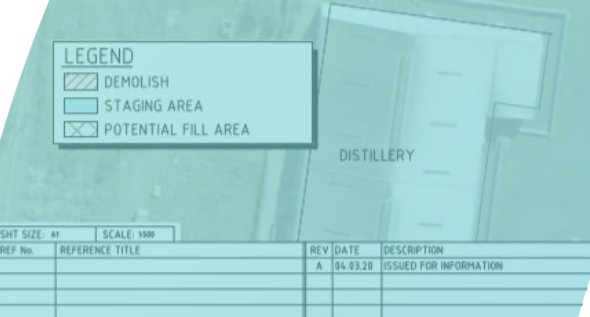 LEGEND
DEMOLISH
STAGING AREA
POTENTIAL FILL AREA
DISTILLERY
SHT SIZE: A1 SCALE: 1:500
REF No. REFERENCE TITLE REV DATE DESCRIPTION
A 04.03.20 ISSUED FOR INFORMATION